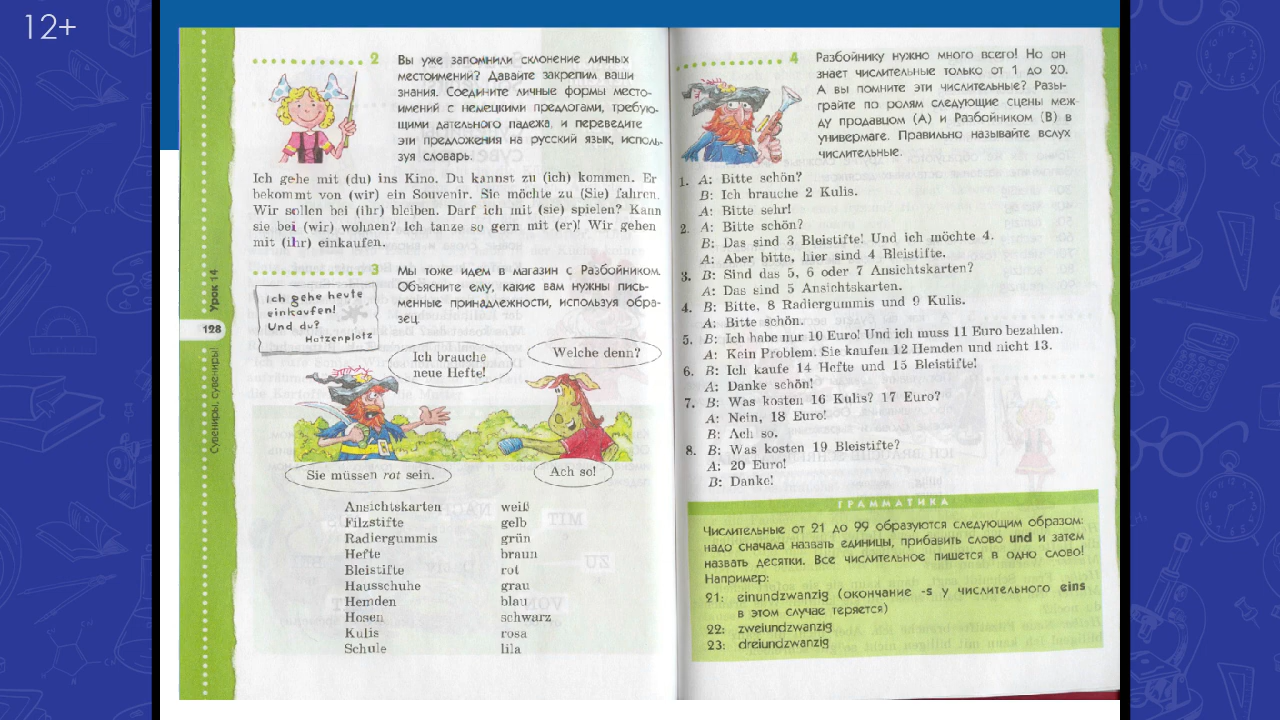 12+
2
Вы уже запомнили склонение личных
местоимений? Давайте закрепим ваши
знания. Соедините личные формы место-
имений с немецкими предлогами, требую-
щими дательного падежа, и переведите
эти предложения на русский язык, исполь-
зуя словарь.
Ich gehe mit (du) ins Kino. Du kannst zu (ich) kommen. Er
bekommt von (wir) ein Souvenir. Sie möchte zu (Sie) fahren.
Wir sollen bei (ihr) bleiben. Darf ich mit (sie) spielen? Kann
sie bei (wir) wohnen? Ich tanze so gern mit (er)! Wir gehen
mit (ihr) einkaufen.
3
Мы тоже идем в магазин с Разбойником.
Объясните ему, какие вам нужны пись-
менные принадлежности, используя обра-
зец.
Ich gehe heute
einkaufen!
Und du?
Hotzenplotz
Ich brauche
neue Hefte!
Welche denn?
Sie müssen rot sein.
Ach so!
Ansichtskarten weiß
Filzstifte gelb
Radiergummis grün
Hefte braun
Bleistifte rot
Hausschuhe grau
Hemden blau
Hosen schwarz
Kulis rosa
Schule lila
Урок 14
128
Сувениры, сувениры!
4
Разбойнику нужно много всего! Но он
знает числительные только от 1 до 20.
А вы помните эти числительные? Разы-
грайте по ролям следующие сцены меж-
ду продавцом (А) и Разбойником (В) в
универмаге. Правильно называйте вслух
числительные.
1. A: Bitte schön?
B: Ich brauche 2 Kulis.
A: Bitte sehr!
2. A: Bitte schön?
B: Das sind 3 Bleistifte! Und ich möchte 4.
A: Aber bitte, hier sind 4 Bleistifte.
3. B: Sind das 5, 6 oder 7 Ansichtskarten?
A: Das sind 5 Ansichtskarten.
4. B: Bitte, 8 Radiergummis und 9 Kulis.
A: Bitte schön.
5. B: Ich habe nur 10 Euro! Und ich muss 11 Euro bezahlen.
A: Kein Problem. Sie kaufen 12 Hemden und nicht 13.
6. B: Ich kaufe 14 Hefte und 15 Bleistifte!
A: Danke schön!
7. B: Was kosten 16 Kulis? 17 Euro?
A: Nein, 18 Euro!
B: Ach so.
8. B: Was kosten 19 Bleistifte?
A: 20 Euro!
B: Danke!
ГРАММАТИКА
Числительные от 21 до 99 образуются следующим образом:
надо сначала назвать единицы, прибавить слово und и затем
назвать десятки. Все числительное пишется в одно слово!
Например:
21: einundzwanzig (окончание -s у числительного eins
в этом случае теряется)
22: zweiundzwanzig
23: dreiundzwanzig